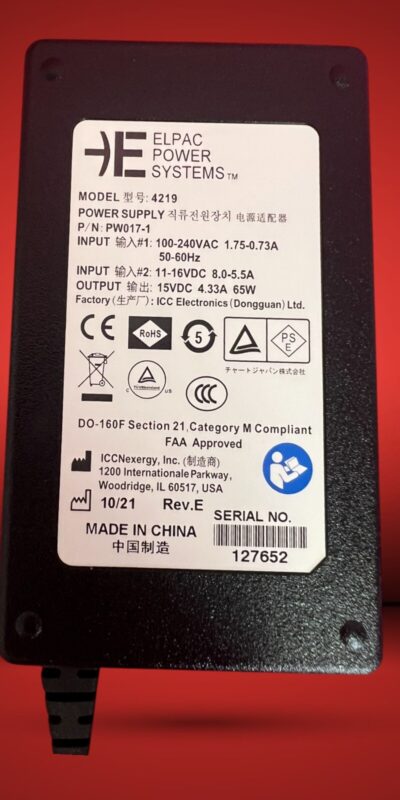 ELPAC
POWER
SYSTEMS TM
MODEL 型号: 4219
POWER SUPPLY 직류전원장치 电源适配器
P/N: PW017-1
INPUT 输入#1: 100-240VAC 1.75-0.73A
50-60Hz
INPUT 输入#2: 11-16VDC 8.0-5.5A
OUTPUT 输出: 15VDC 4.33A 65W
Factory (生产厂): ICC Electronics (Dongguan) Ltd.
CE RoHS 5 PS E
C US CCC
チャートジャパン株式会社
DO-160F Section 21, Category M Compliant
FAA Approved
ICCNexergy, Inc. (制造商)
1200 Internationale Parkway,
Woodridge, IL 60517, USA
10/21 Rev.E
SERIAL NO.
MADE IN CHINA
中国制造
127652